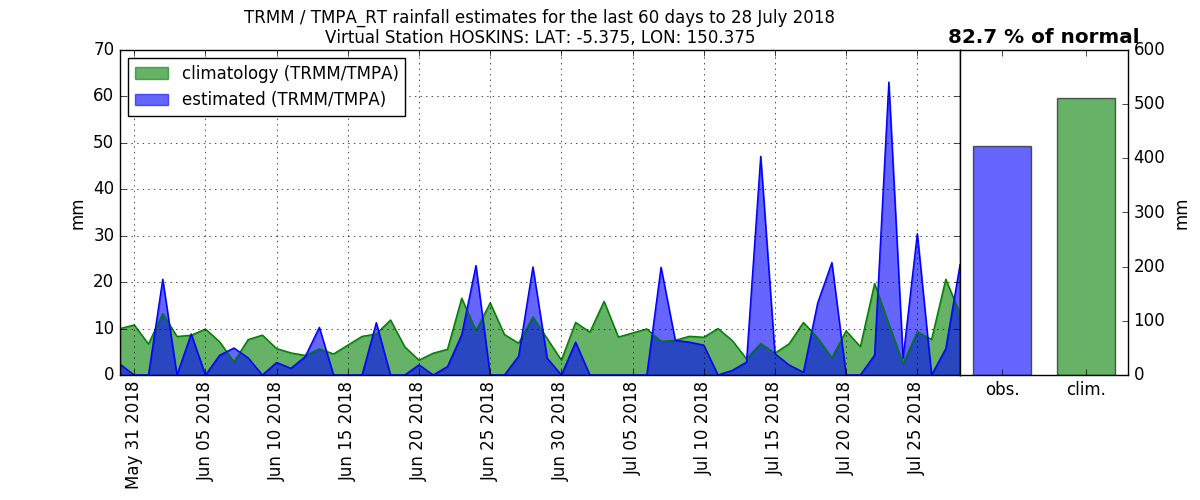 TRMM / TMPA_RT rainfall estimates for the last 60 days to 28 July 2018
Virtual Station HOSKINS: LAT: -5.375, LON: 150.375
82.7 % of normal
climatology (TRMM/TMPA)
estimated (TRMM/TMPA)
70
60
50
40
30
20
10
0
mm
600
500
400
300
200
100
0
mm
May 31 2018
Jun 05 2018
Jun 10 2018
Jun 15 2018
Jun 20 2018
Jun 25 2018
Jun 30 2018
Jul 05 2018
Jul 10 2018
Jul 15 2018
Jul 20 2018
Jul 25 2018
obs.
clim.